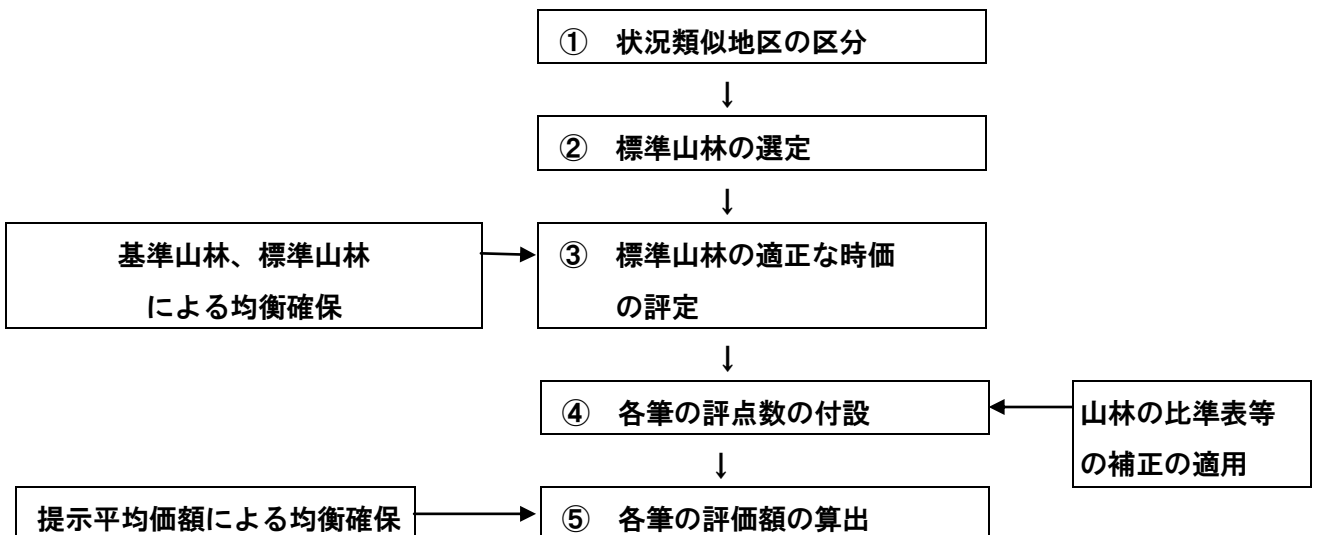 ① 状況類似地区の区分
↓
② 標準山林の選定
↓
基準山林、標準山林
による均衡確保
③ 標準山林の適正な時価
の評定
↓
④ 各筆の評点数の付設
山林の比準表等
の補正の適用
↓
提示平均価額による均衡確保
⑤ 各筆の評価額の算出